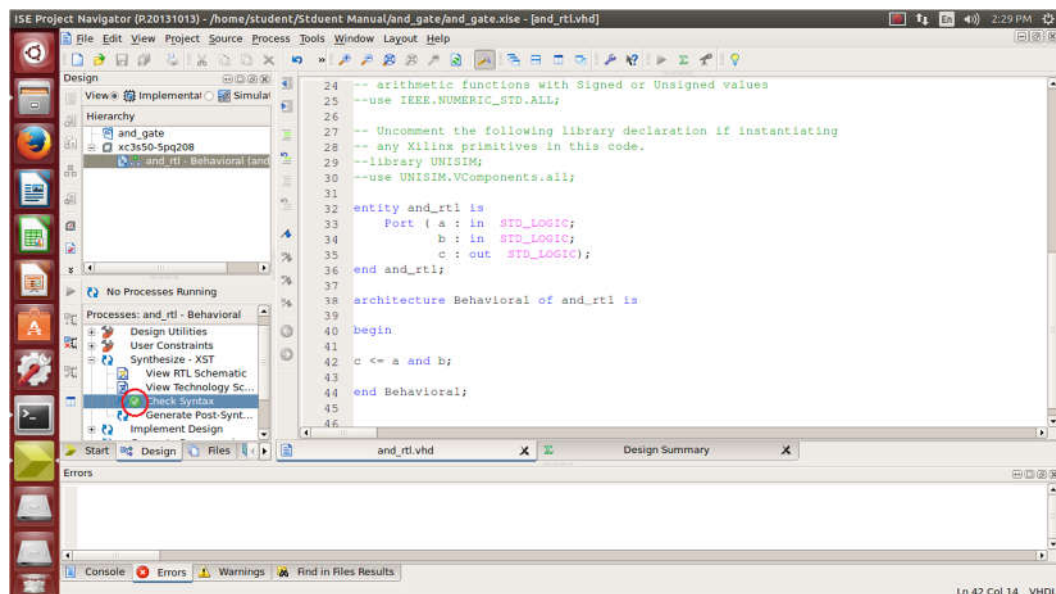 ISE Project Navigator (P.20131013) - /home/student/Stduent Manual/and_gate/and_gate.xise - [and_rtl.vhd]
En 2:29 PM
File Edit View Project Source Process Tools Window Layout Help
Design
View: Implementat Simulat
Hierarchy
and_gate
xc3s50-5pq208
and_rtl - Behavioral (and
No Processes Running
Processes: and_rtl - Behavioral
Design Utilities
User Constraints
Synthesize - XST
View RTL Schematic
View Technology Sc...
Check Syntax
Generate Post-Synt...
Implement Design
Start Design Files
24 -- arithmetic functions with Signed or Unsigned values
25 --use IEEE.NUMERIC_STD.ALL;
26
27 -- Uncomment the following library declaration if instantiating
28 -- any Xilinx primitives in this code.
29 --library UNISIM;
30 --use UNISIM.VComponents.all;
31
32 entity and_rtl is
33 Port ( a : in STD_LOGIC;
34 b : in STD_LOGIC;
35 c : out STD_LOGIC);
36 end and_rtl;
37
38 architecture Behavioral of and_rtl is
39
40 begin
41
42 c <= a and b;
43
44 end Behavioral;
45
46
and_rtl.vhd Design Summary
Errors
Console Errors Warnings Find in Files Results
Ln 42 Col 14 VHDL